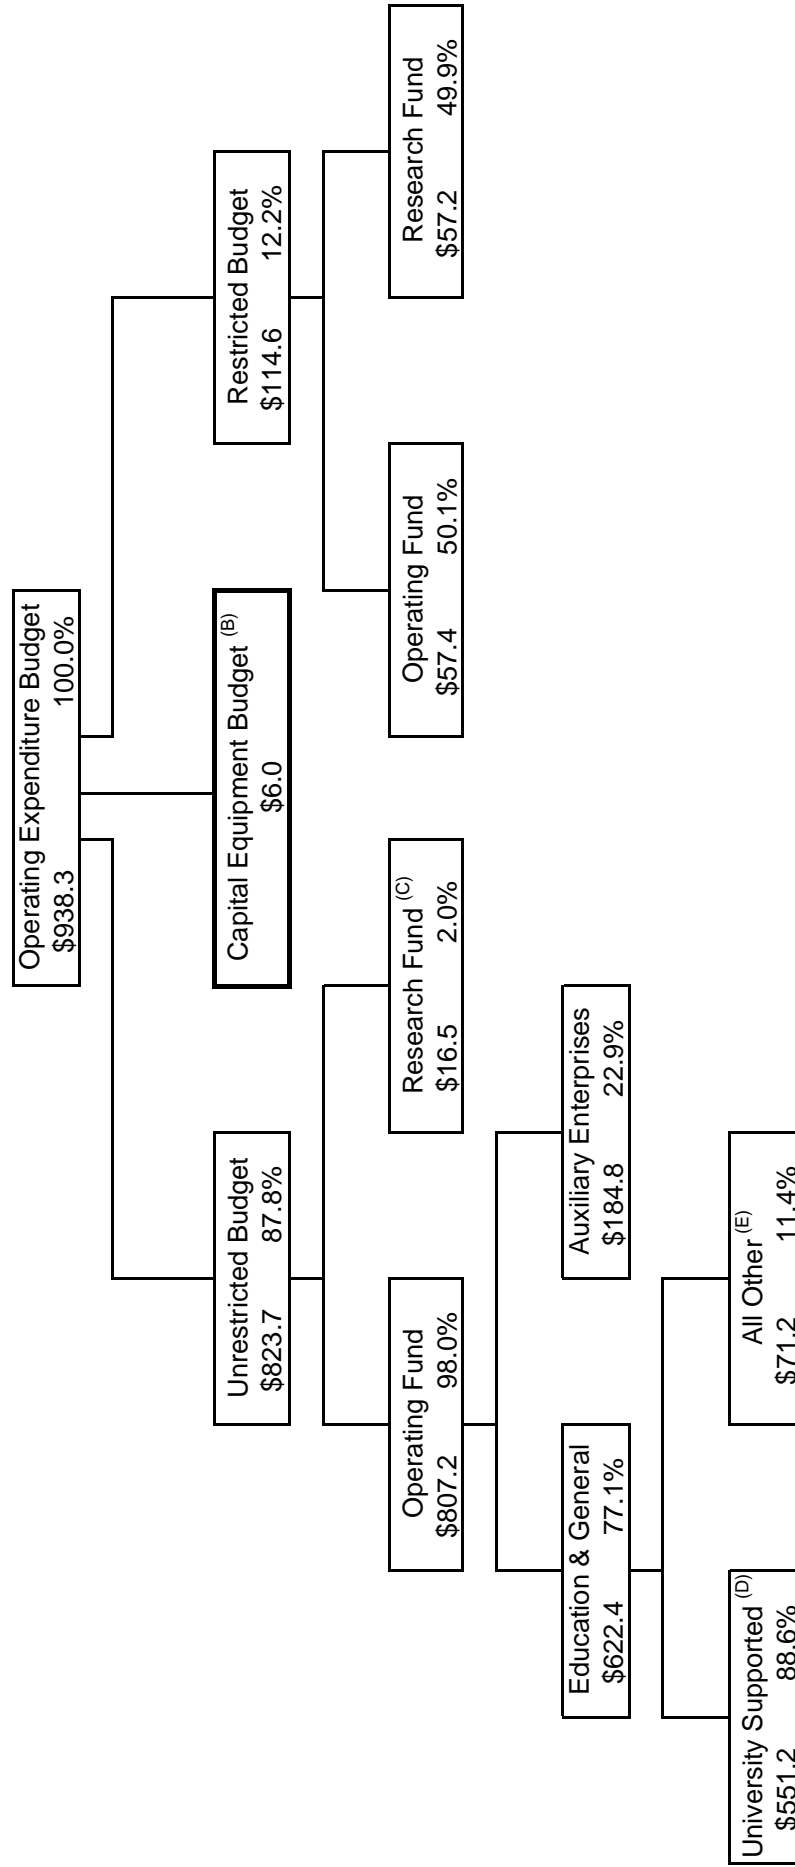 Operating Expenditure Budget
$938.3 100.0%
Unrestricted Budget
$823.7 87.8%
Capital Equipment Budget (B)
$6.0
Restricted Budget
$114.6 12.2%
Operating Fund
$807.2 98.0%
Research Fund (C)
$16.5 2.0%
Operating Fund
$57.4 50.1%
Research Fund
$57.2 49.9%
Education & General
$622.4 77.1%
Auxiliary Enterprises
$184.8 22.9%
University Supported (D)
$551.2 88.6%
All Other (E)
$71.2 11.4%